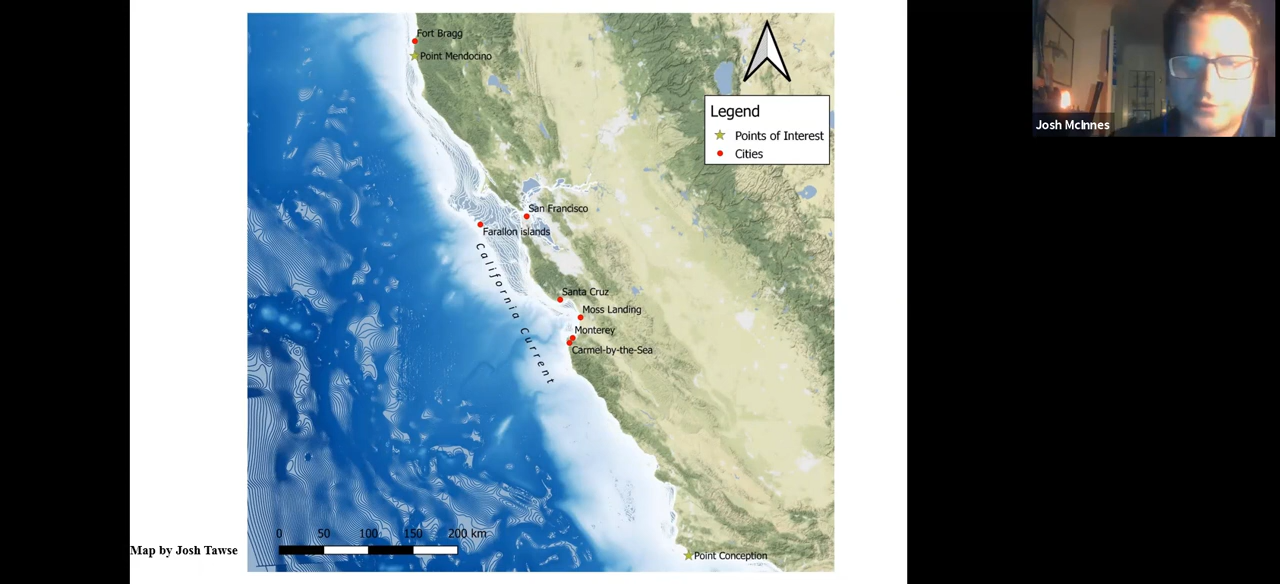 Fort Bragg
Point Mendocino
Legend
Points of Interest
Cities
Josh McInnes
San Francisco
Farallon islands
California Current
Santa Cruz
Moss Landing
Monterey
Carmel-by-the-Sea
0 50 100 150 200 km
Map by Josh Tawse
Point Conception